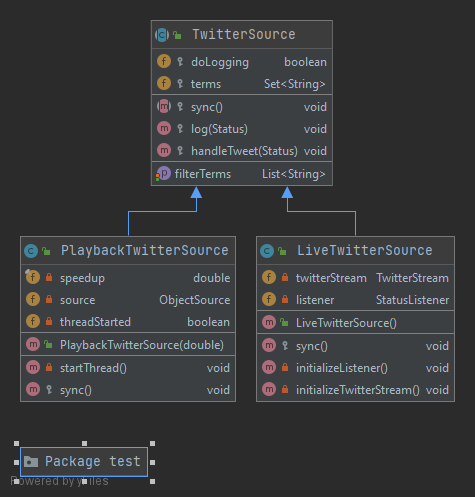 TwitterSource
doLogging boolean
terms Set<String>
sync() void
log(Status) void
handleTweet(Status) void
filterTerms List<String>
PlaybackTwitterSource
speedup double
source ObjectSource
threadStarted boolean
PlaybackTwitterSource(double)
startThread() void
sync() void
LiveTwitterSource
twitterStream TwitterStream
listener StatusListener
LiveTwitterSource()
sync() void
initializeListener() void
initializeTwitterStream() void
Package test
Powered by yFiles